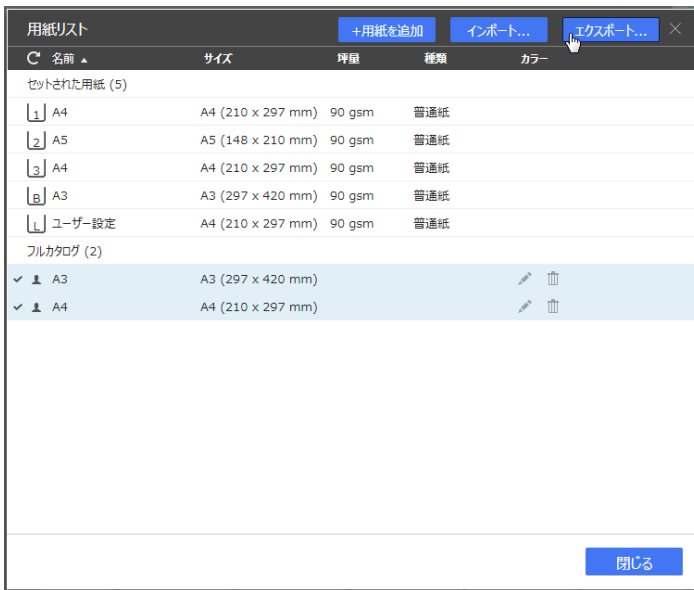 用紙リスト +用紙を追加 インポート... エクスポート...
名前 サイズ 坪量 種類 カラー
セットされた用紙 (5)
1 A4 A4 (210 x 297 mm) 90 gsm 普通紙
2 A5 A5 (148 x 210 mm) 90 gsm 普通紙
3 A4 A4 (210 x 297 mm) 90 gsm 普通紙
B A3 A3 (297 x 420 mm) 90 gsm 普通紙
L ユーザー設定 A4 (210 x 297 mm) 90 gsm 普通紙
フルカタログ (2)
A3 A3 (297 x 420 mm)
A4 A4 (210 x 297 mm)
閉じる